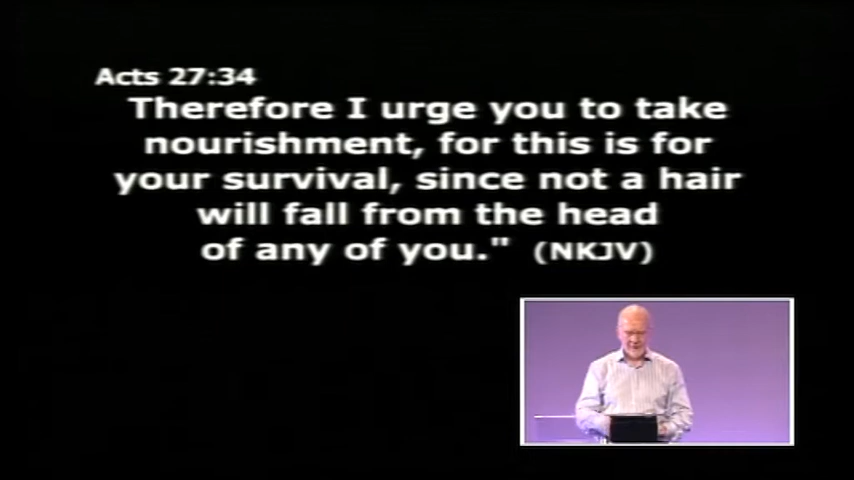 Acts 27:34
Therefore I urge you to take
nourishment, for this is for
your survival, since not a hair
will fall from the head
of any of you." (NKJV)